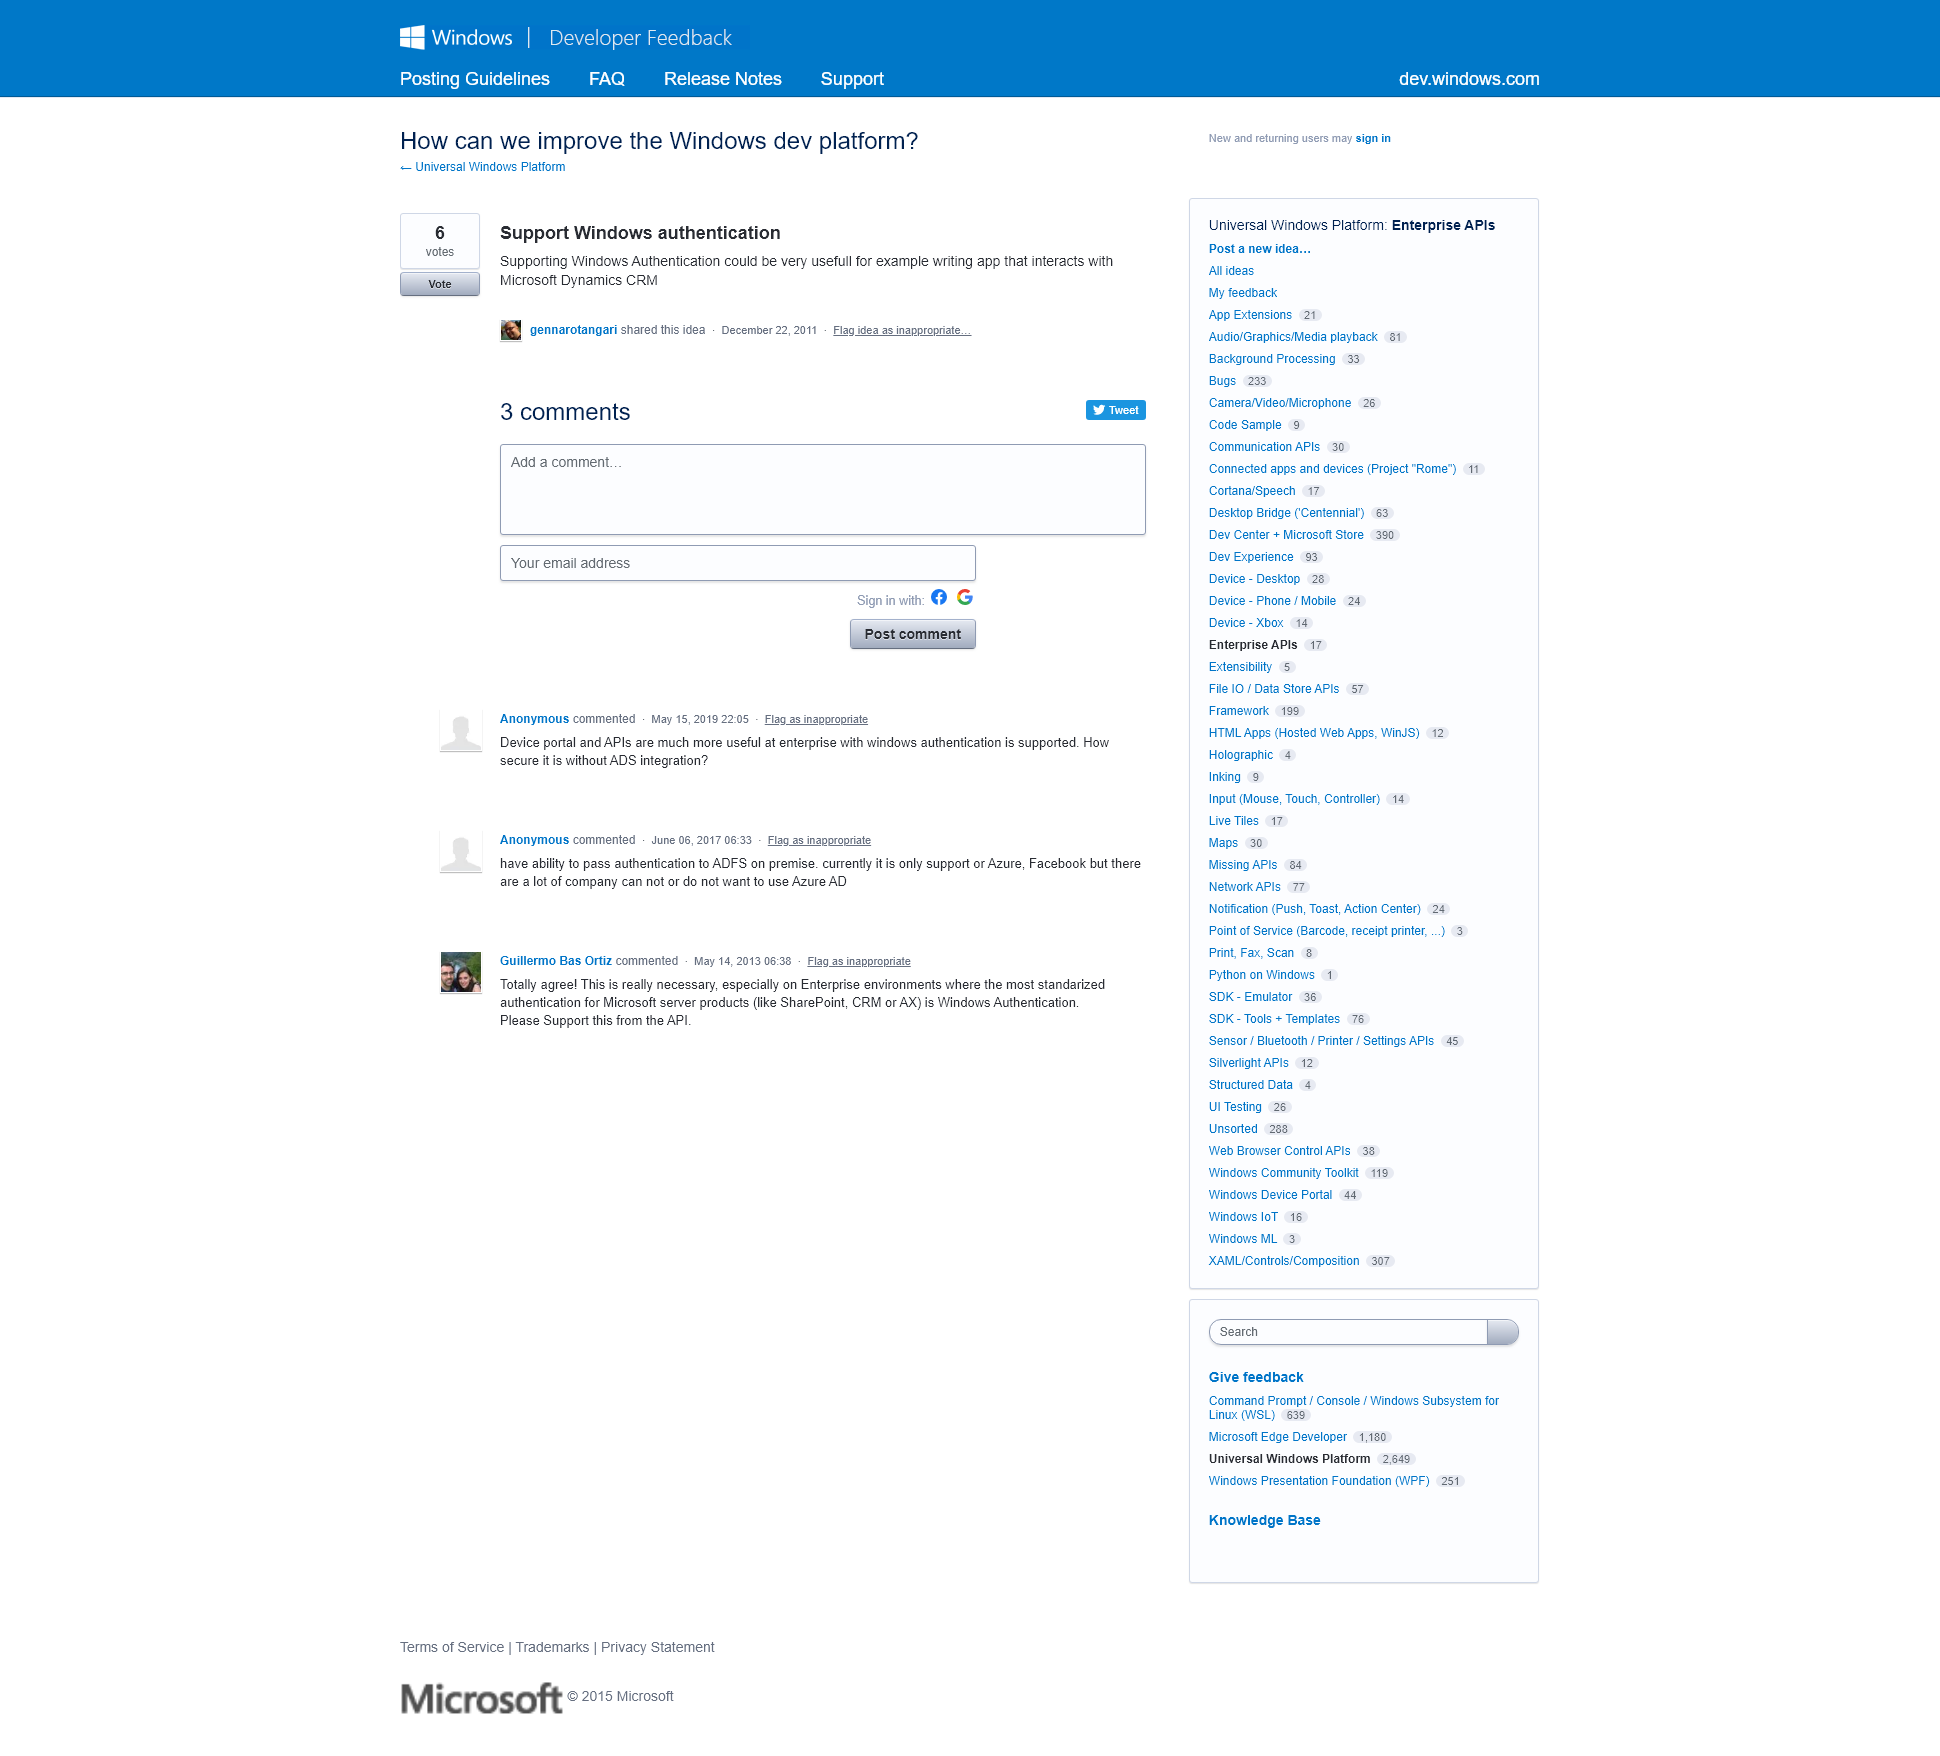 Windows | Developer Feedback
Posting Guidelines FAQ Release Notes Support dev.windows.com
How can we improve the Windows dev platform?
← Universal Windows Platform
New and returning users may sign in
6
votes
Vote
Support Windows authentication
Supporting Windows Authentication could be very usefull for example writing app that interacts with
Microsoft Dynamics CRM
gennarotangari shared this idea · December 22, 2011 · Flag idea as inappropriate…
3 comments
Tweet
Add a comment…
Your email address
Sign in with:
Post comment
Anonymous commented · May 15, 2019 22:05 · Flag as inappropriate
Device portal and APIs are much more useful at enterprise with windows authentication is supported. How
secure it is without ADS integration?
Anonymous commented · June 06, 2017 06:33 · Flag as inappropriate
have ability to pass authentication to ADFS on premise. currently it is only support or Azure, Facebook but there
are a lot of company can not or do not want to use Azure AD
Guillermo Bas Ortiz commented · May 14, 2013 06:38 · Flag as inappropriate
Totally agree! This is really necessary, especially on Enterprise environments where the most standarized
authentication for Microsoft server products (like SharePoint, CRM or AX) is Windows Authentication.
Please Support this from the API.
Universal Windows Platform: Enterprise APIs
Post a new idea…
All ideas
My feedback
App Extensions 21
Audio/Graphics/Media playback 81
Background Processing 33
Bugs 233
Camera/Video/Microphone 26
Code Sample 9
Communication APIs 30
Connected apps and devices (Project "Rome") 11
Cortana/Speech 17
Desktop Bridge ('Centennial') 63
Dev Center + Microsoft Store 390
Dev Experience 93
Device - Desktop 28
Device - Phone / Mobile 24
Device - Xbox 14
Enterprise APIs 17
Extensibility 5
File IO / Data Store APIs 57
Framework 199
HTML Apps (Hosted Web Apps, WinJS) 12
Holographic 4
Inking 9
Input (Mouse, Touch, Controller) 14
Live Tiles 17
Maps 30
Missing APIs 84
Network APIs 77
Notification (Push, Toast, Action Center) 24
Point of Service (Barcode, receipt printer, ...) 3
Print, Fax, Scan 8
Python on Windows 1
SDK - Emulator 36
SDK - Tools + Templates 76
Sensor / Bluetooth / Printer / Settings APIs 45
Silverlight APIs 12
Structured Data 4
UI Testing 26
Unsorted 288
Web Browser Control APIs 38
Windows Community Toolkit 119
Windows Device Portal 44
Windows IoT 16
Windows ML 3
XAML/Controls/Composition 307
Search
Give feedback
Command Prompt / Console / Windows Subsystem for
Linux (WSL) 639
Microsoft Edge Developer 1,180
Universal Windows Platform 2,649
Windows Presentation Foundation (WPF) 251
Knowledge Base
Terms of Service | Trademarks | Privacy Statement
Microsoft © 2015 Microsoft